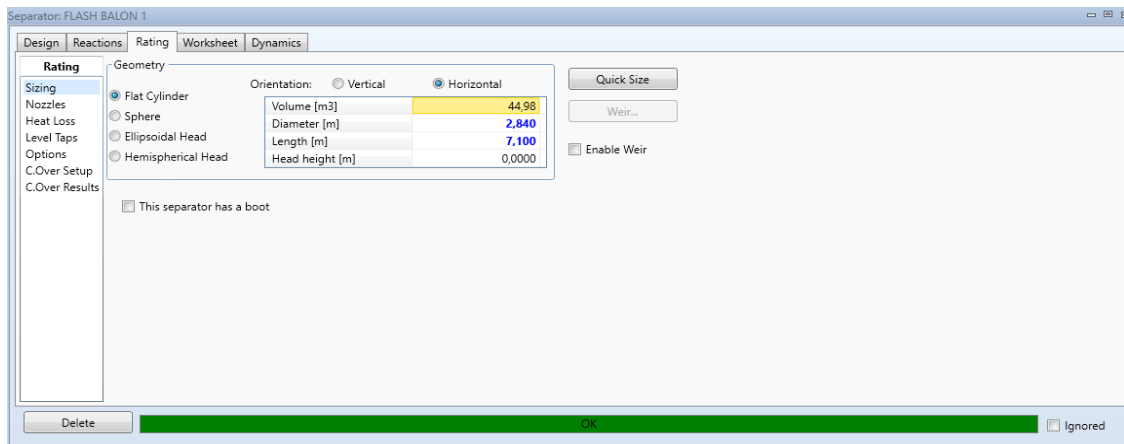 Separator: FLASH BALON 1
Design Reactions Rating Worksheet Dynamics
Rating
Sizing
Nozzles
Heat Loss
Level Taps
Options
C.Over Setup
C.Over Results
Geometry
Orientation: Vertical Horizontal
Flat Cylinder
Sphere
Ellipsoidal Head
Hemispherical Head
Volume [m3] 44,98
Diameter [m] 2,840
Length [m] 7,100
Head height [m] 0,0000
Quick Size
Weir...
Enable Weir
This separator has a boot
Delete OK Ignored